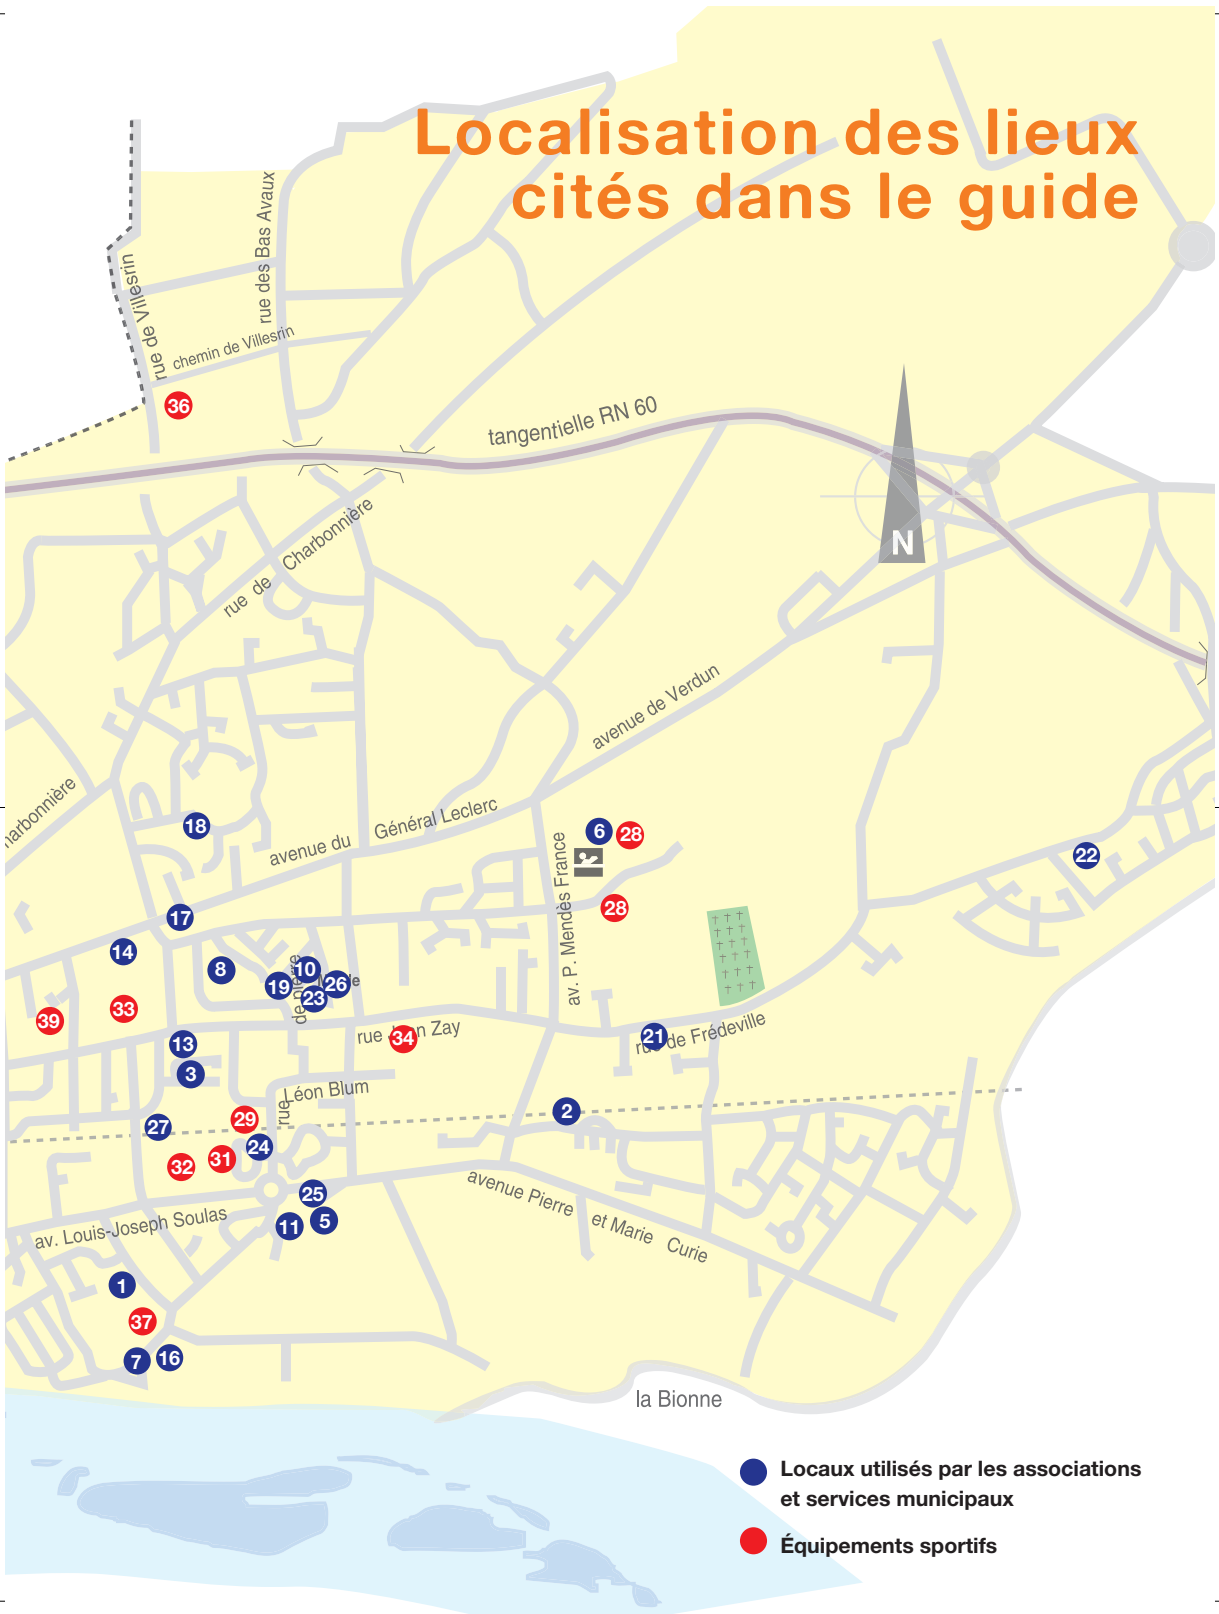 Localisation des lieux
cités dans le guide
rue de Villesrin
rue des Bas Avaux
chemin de Villesrin
36
tangentielle RN 60
N
rue de Charbonnière
avenue de Verdun
harbonnière
18
avenue du Général Leclerc
6
28
22
av. P. Mendès France
28
17
14
8
10
19
26
23
de pierre
33
39
rue Jean Zay
34
21
rue de Frédeville
13
3
Léon Blum
rue
2
29
27
24
31
32
avenue Pierre et Marie Curie
25
5
11
av. Louis-Joseph Soulas
1
37
7
16
la Bionne
Locaux utilisés par les associations
et services municipaux
Équipements sportifs